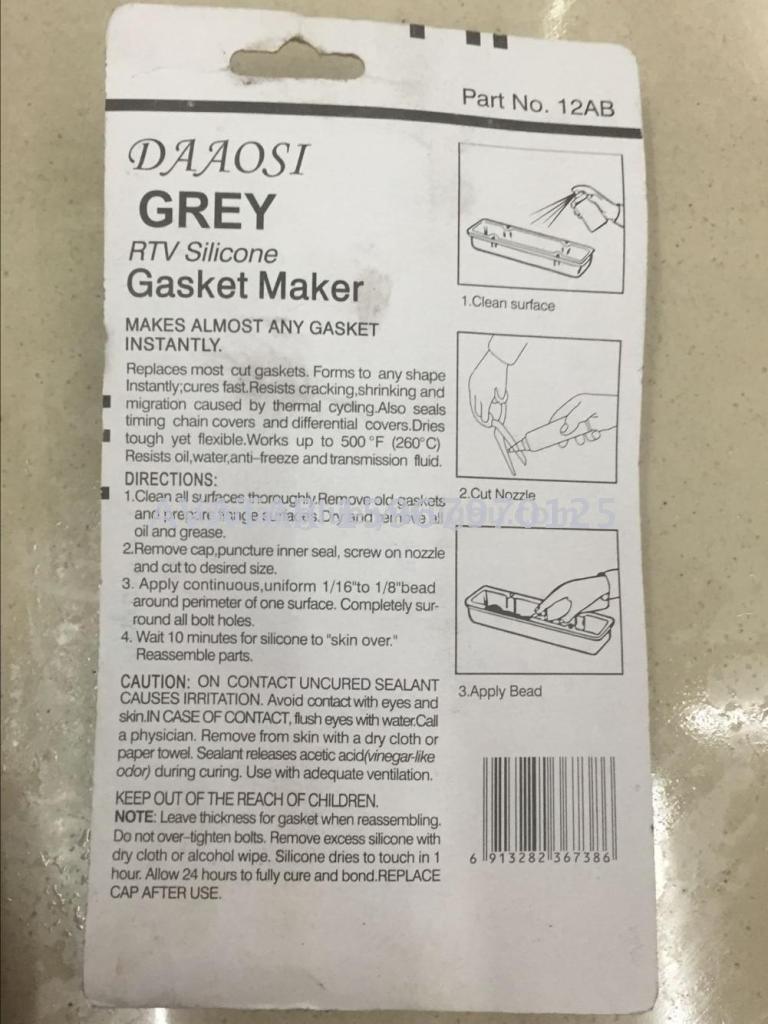 Part No. 12AB
DAAOSI
GREY
RTV Silicone
Gasket Maker
MAKES ALMOST ANY GASKET
INSTANTLY.
Replaces most cut gaskets. Forms to any shape
Instantly;cures fast.Resists cracking,shrinking and
migration caused by thermal cycling.Also seals
timing chain covers and differential covers.Dries
tough yet flexible.Works up to 500°F (260°C)
Resists oil,water,anti-freeze and transmission fluid.
DIRECTIONS:
1.Clean all surfaces thoroughly.Remove old gaskets
and prepare flange surfaces.Dry and remove all
oil and grease.
2.Remove cap,puncture inner seal, screw on nozzle
and cut to desired size.
3. Apply continuous,uniform 1/16"to 1/8"bead
around perimeter of one surface. Completely sur-
round all bolt holes.
4. Wait 10 minutes for silicone to "skin over."
Reassemble parts.
CAUTION: ON CONTACT UNCURED SEALANT
CAUSES IRRITATION. Avoid contact with eyes and
skin.IN CASE OF CONTACT, flush eyes with water.Call
a physician. Remove from skin with a dry cloth or
paper towel. Sealant releases acetic acid(vinegar-like
odor) during curing. Use with adequate ventilation.
KEEP OUT OF THE REACH OF CHILDREN.
NOTE: Leave thickness for gasket when reassembling.
Do not over-tighten bolts. Remove excess silicone with
dry cloth or alcohol wipe. Silicone dries to touch in 1
hour. Allow 24 hours to fully cure and bond.REPLACE
CAP AFTER USE.
1.Clean surface
2.Cut Nozzle
3.Apply Bead
6 913282 367386